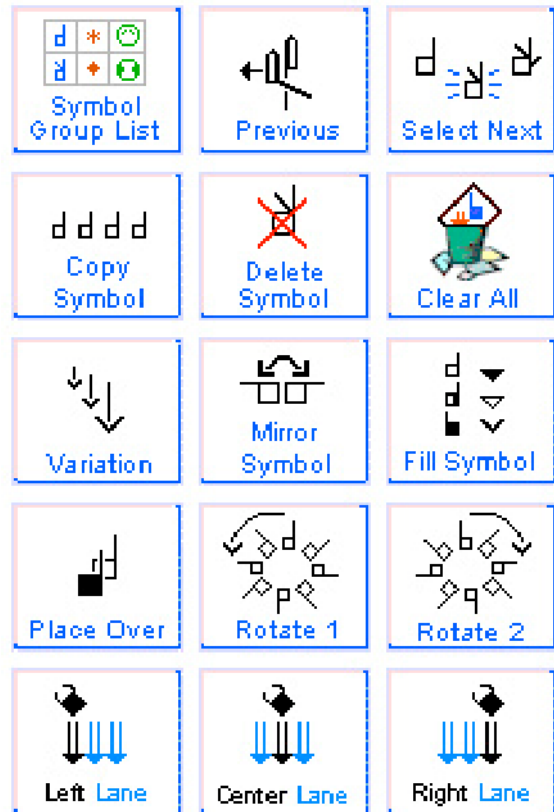 Symbol
Group List
Previous
Select Next
Copy
Symbol
Delete
Symbol
Clear All
Variation
Mirror
Symbol
Fill Symbol
Place Over
Rotate 1
Rotate 2
Left Lane
Center Lane
Right Lane